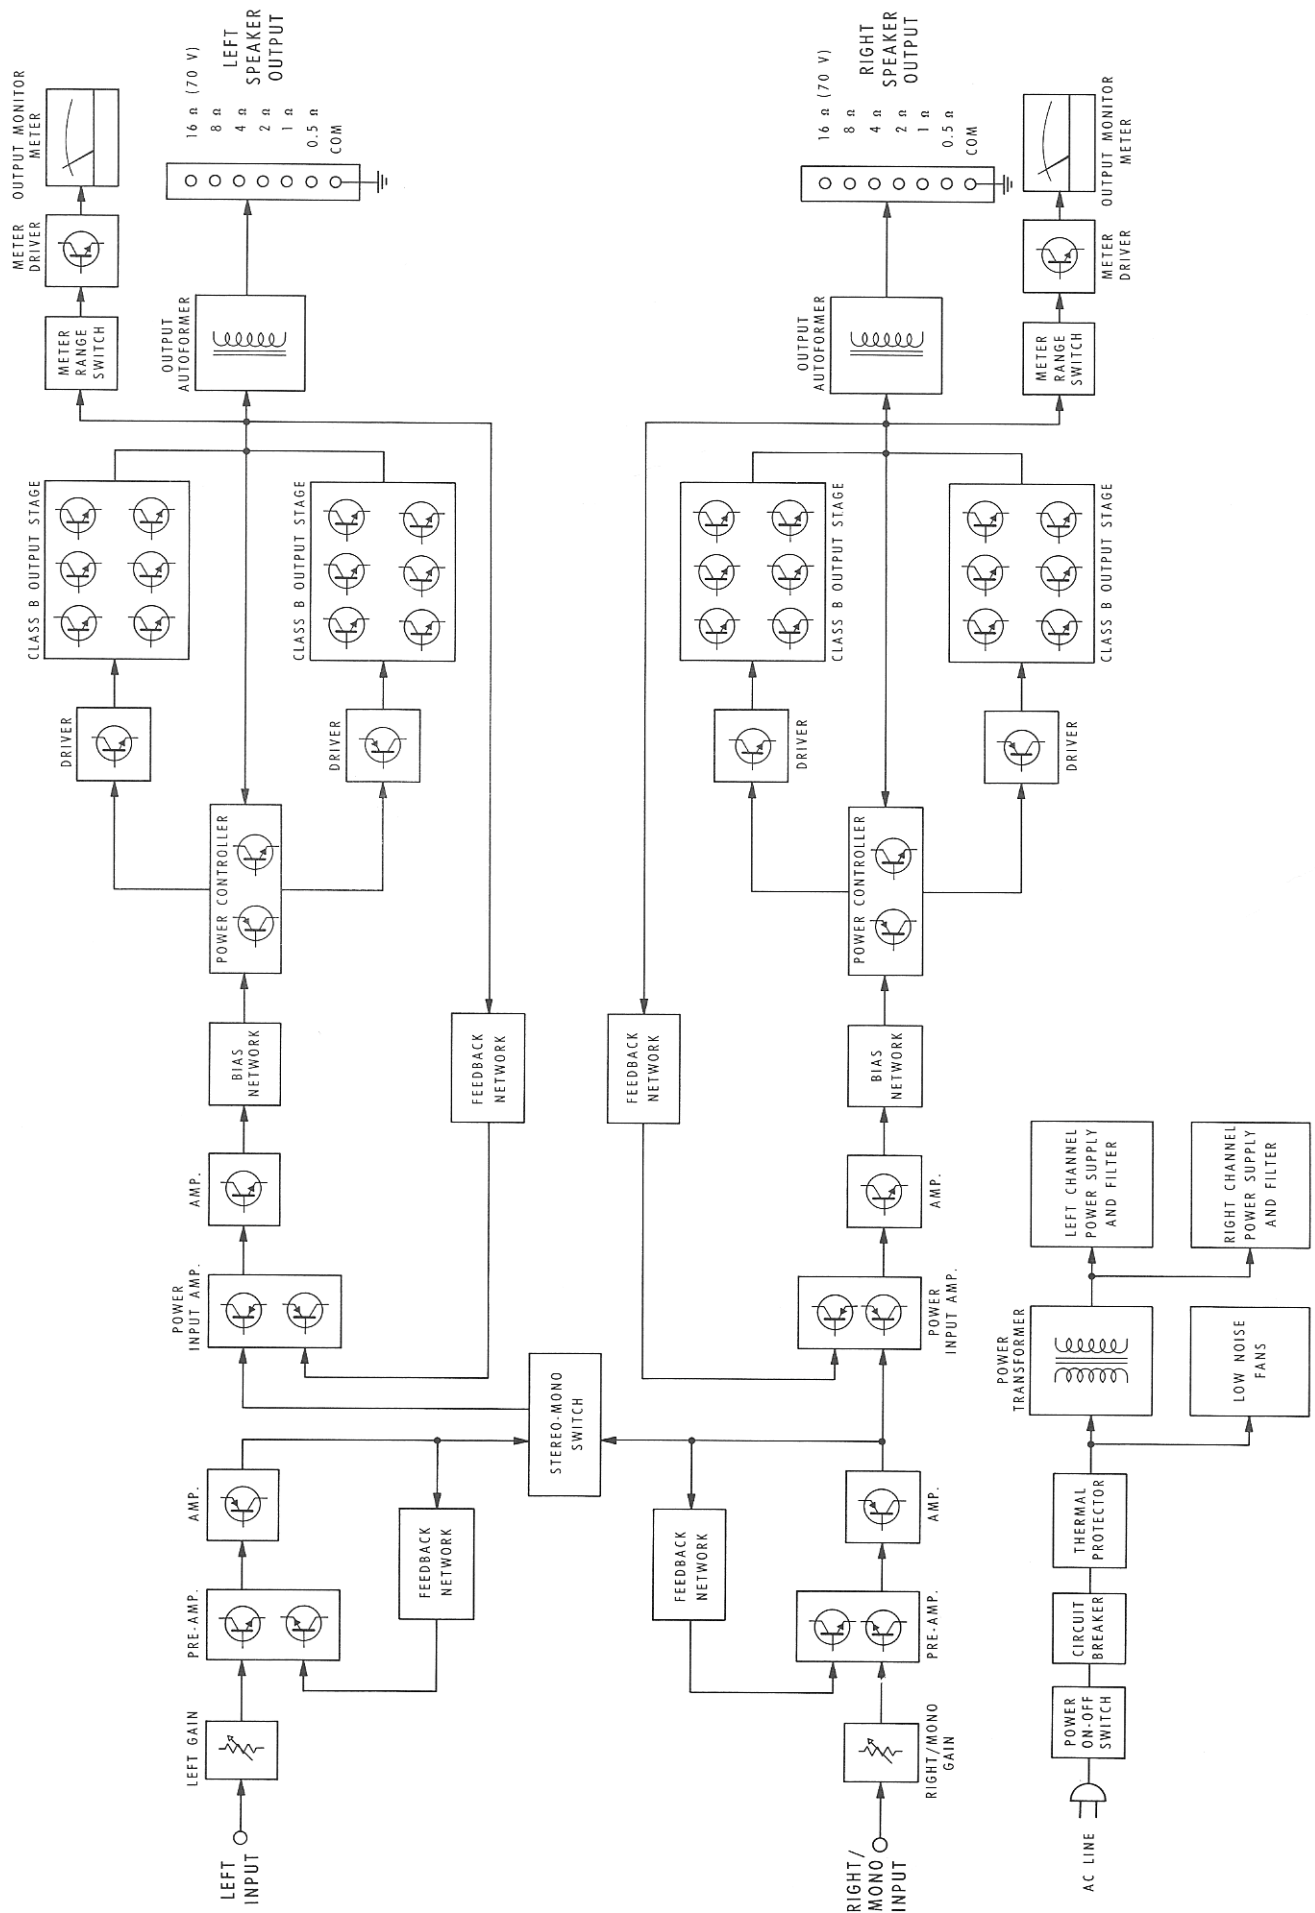 LEFT
INPUT
LEFT GAIN
PRE-AMP.
AMP.
FEEDBACK
NETWORK
STEREO-MONO
SWITCH
POWER
INPUT AMP.
AMP.
BIAS
NETWORK
FEEDBACK
NETWORK
POWER CONTROLLER
DRIVER
DRIVER
CLASS B OUTPUT STAGE
CLASS B OUTPUT STAGE
METER
RANGE
SWITCH
METER
DRIVER
OUTPUT MONITOR
METER
OUTPUT
AUTOFORMER
16 Ω (70 V)
8 Ω
4 Ω
2 Ω
1 Ω
0.5 Ω
COM
LEFT
SPEAKER
OUTPUT
RIGHT/
MONO
INPUT
RIGHT/MONO
GAIN
PRE-AMP.
AMP.
FEEDBACK
NETWORK
POWER
INPUT AMP.
AMP.
BIAS
NETWORK
FEEDBACK
NETWORK
POWER CONTROLLER
DRIVER
DRIVER
CLASS B OUTPUT STAGE
CLASS B OUTPUT STAGE
OUTPUT
AUTOFORMER
16 Ω (70 V)
8 Ω
4 Ω
2 Ω
1 Ω
0.5 Ω
COM
RIGHT
SPEAKER
OUTPUT
METER
RANGE
SWITCH
METER
DRIVER
OUTPUT MONITOR
METER
AC LINE
POWER
ON-OFF
SWITCH
CIRCUIT
BREAKER
THERMAL
PROTECTOR
POWER
TRANSFORMER
LOW NOISE
FANS
LEFT CHANNEL
POWER SUPPLY
AND FILTER
RIGHT CHANNEL
POWER SUPPLY
AND FILTER